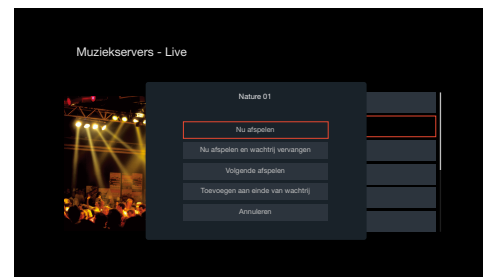 Muziekservers - Live
Nature 01
Nu afspelen
Nu afspelen en wachtrij vervangen
Volgende afspelen
Toevoegen aan einde van wachtrij
Annuleren